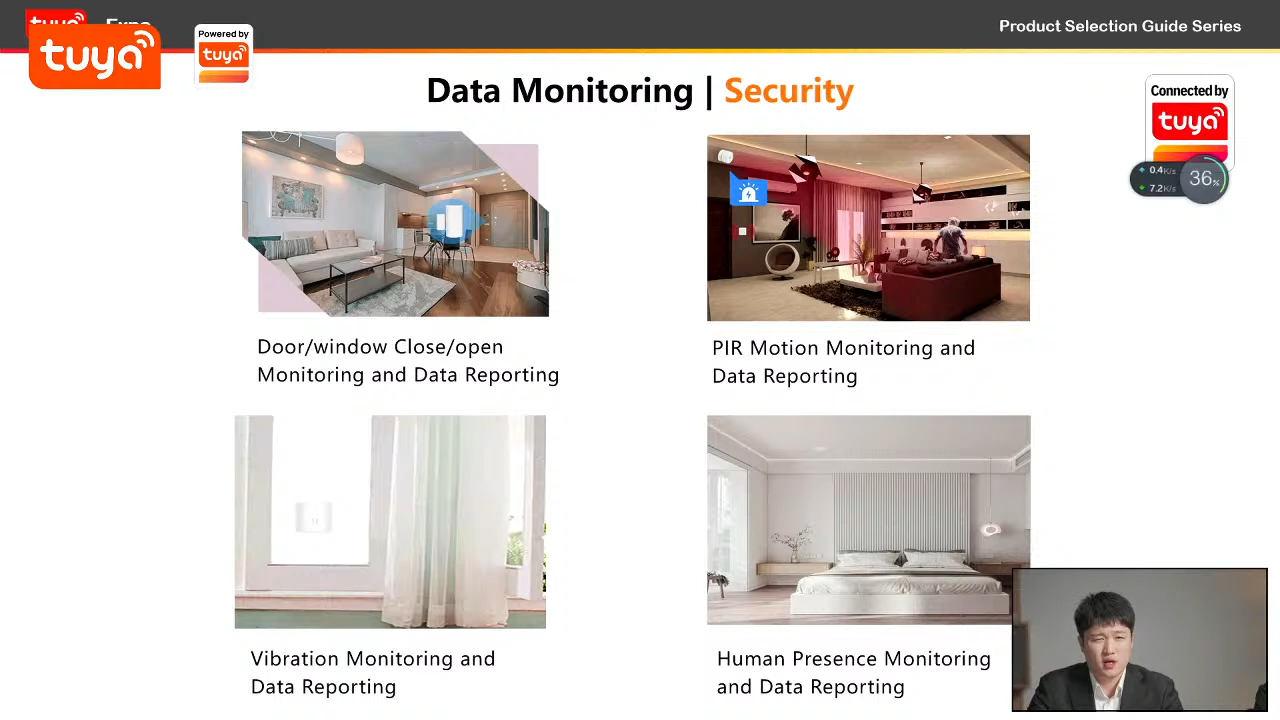 tuya Expo
Product Selection Guide Series
tuya
Powered by
tuya
Data Monitoring | Security
Connected by
tuya
0.4K/s
7.2K/s
36%
Door/window Close/open
Monitoring and Data Reporting
PIR Motion Monitoring and
Data Reporting
Vibration Monitoring and
Data Reporting
Human Presence Monitoring
and Data Reporting